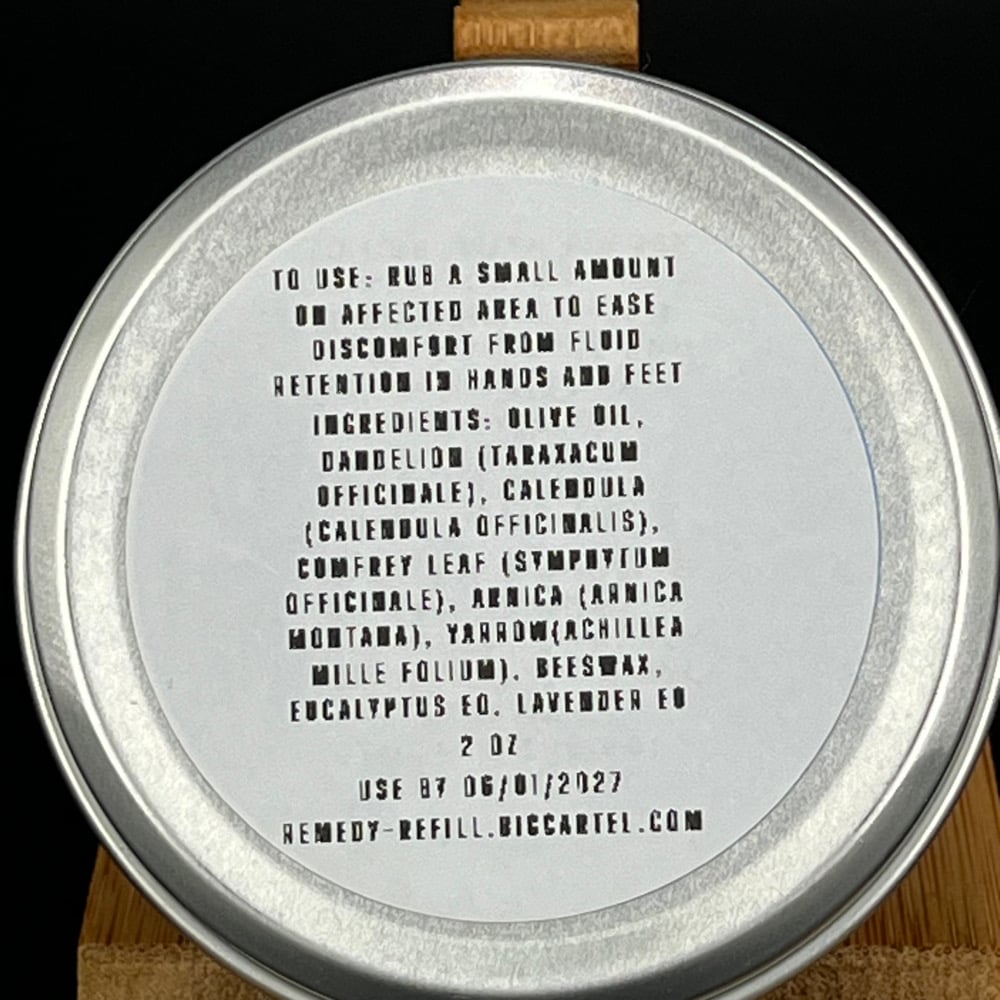 TO USE: RUB A SMALL AMOUNT
ON AFFECTED AREA TO EASE
DISCOMFORT FROM FLUID
RETENTION IN HANDS AND FEET
INGREDIENTS: OLIVE OIL,
DANDELION (TARAXACUM
OFFICINALE), CALENDULA
(CALENDULA OFFICINALIS),
COMFREY LEAF (SYMPHYTUM
OFFICINALE), ARNICA (ARNICA
MONTANA), YARROW(ACHILLEA
MILLE FOLIUM), BEESWAX,
EUCALYPTUS EO, LAVENDER EO
2 OZ
USE BY 06/01/2027
REMEDY-REFILL.BIGCARTEL.COM